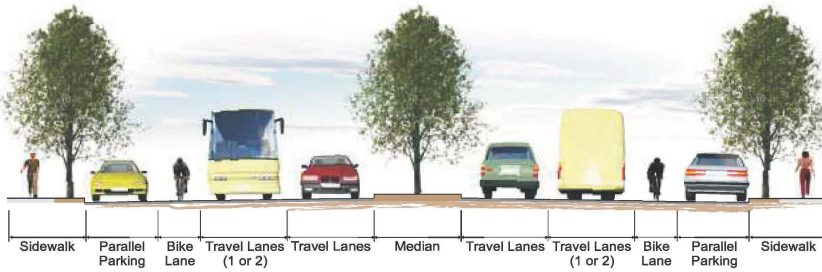 Sidewalk Parallel Bike Travel Lanes Travel Lanes Median Travel Lanes Travel Lanes Bike Parallel Sidewalk
Parking Lane (1 or 2) (1 or 2) Lane Parking